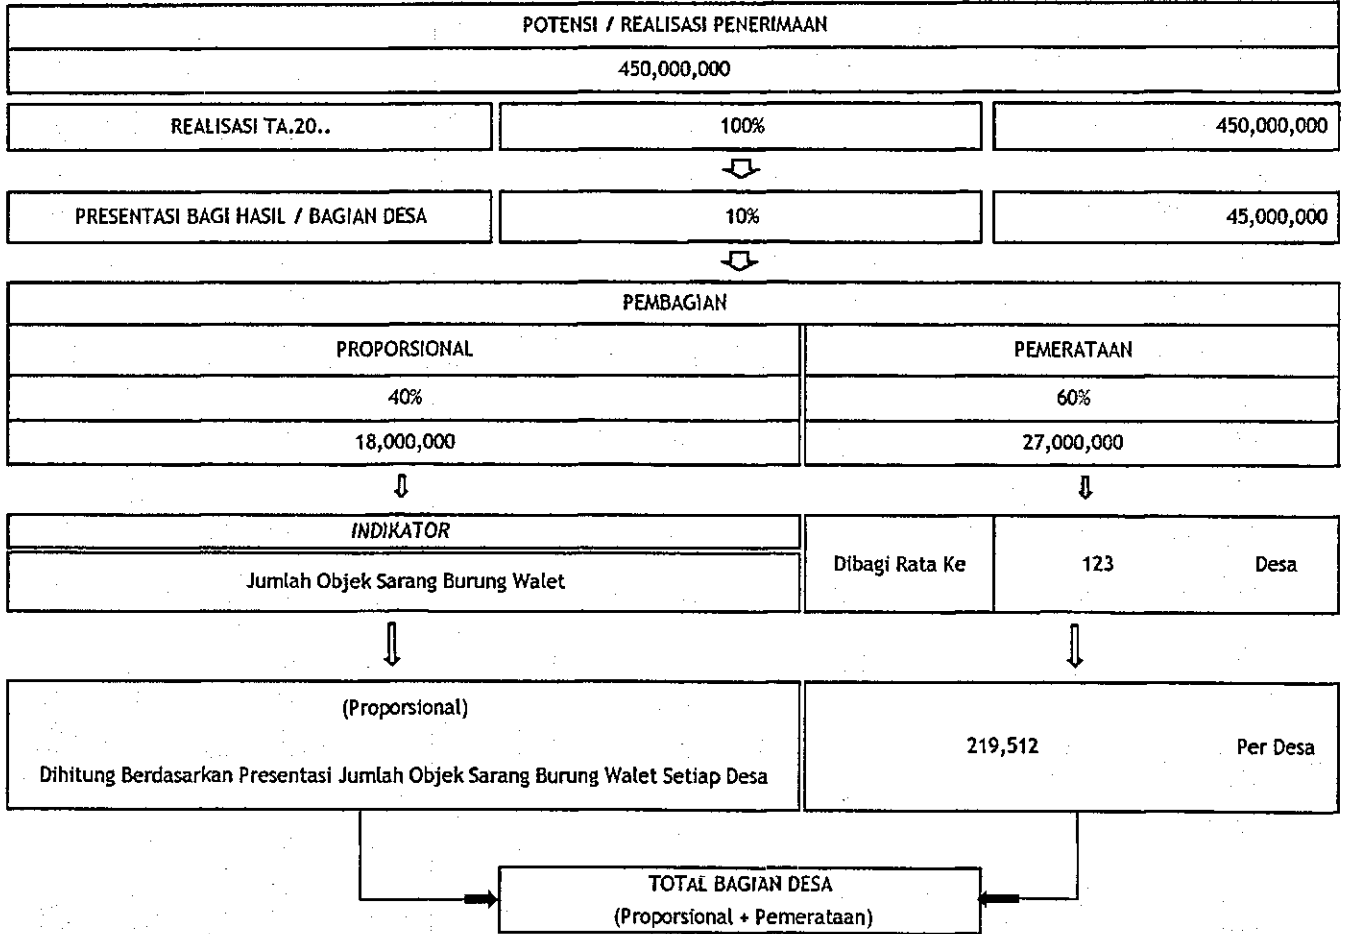 POTENSI / REALISASI PENERIMAAN
450,000,000
REALISASI TA.20.. 100% 450,000,000
PRESENTASI BAGI HASIL / BAGIAN DESA 10% 45,000,000
PEMBAGIAN
PROPORSIONAL PEMERATAAN
40% 60%
18,000,000 27,000,000
INDIKATOR
Jumlah Objek Sarang Burung Walet
Dibagi Rata Ke 123 Desa
(Proporsional)
Dihitung Berdasarkan Presentasi Jumlah Objek Sarang Burung Walet Setiap Desa
219,512 Per Desa
TOTAL BAGIAN DESA
(Proporsional + Pemerataan)